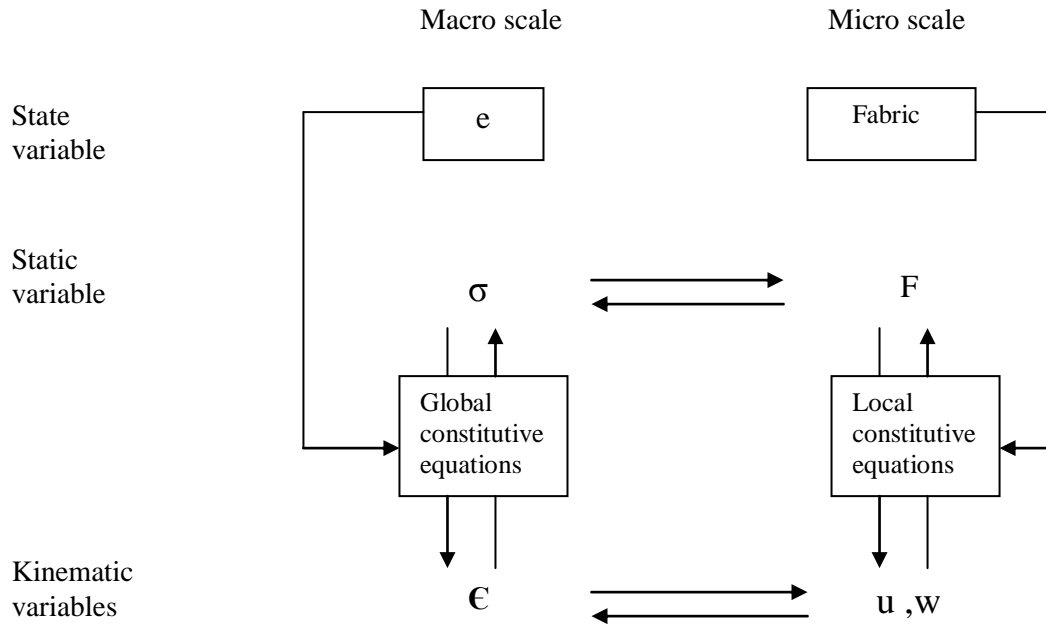 Macro scale
Micro scale
State
variable
e
Fabric
Static
variable
σ
F
Global
constitutive
equations
Local
constitutive
equations
Kinematic
variables
Є
u ,w